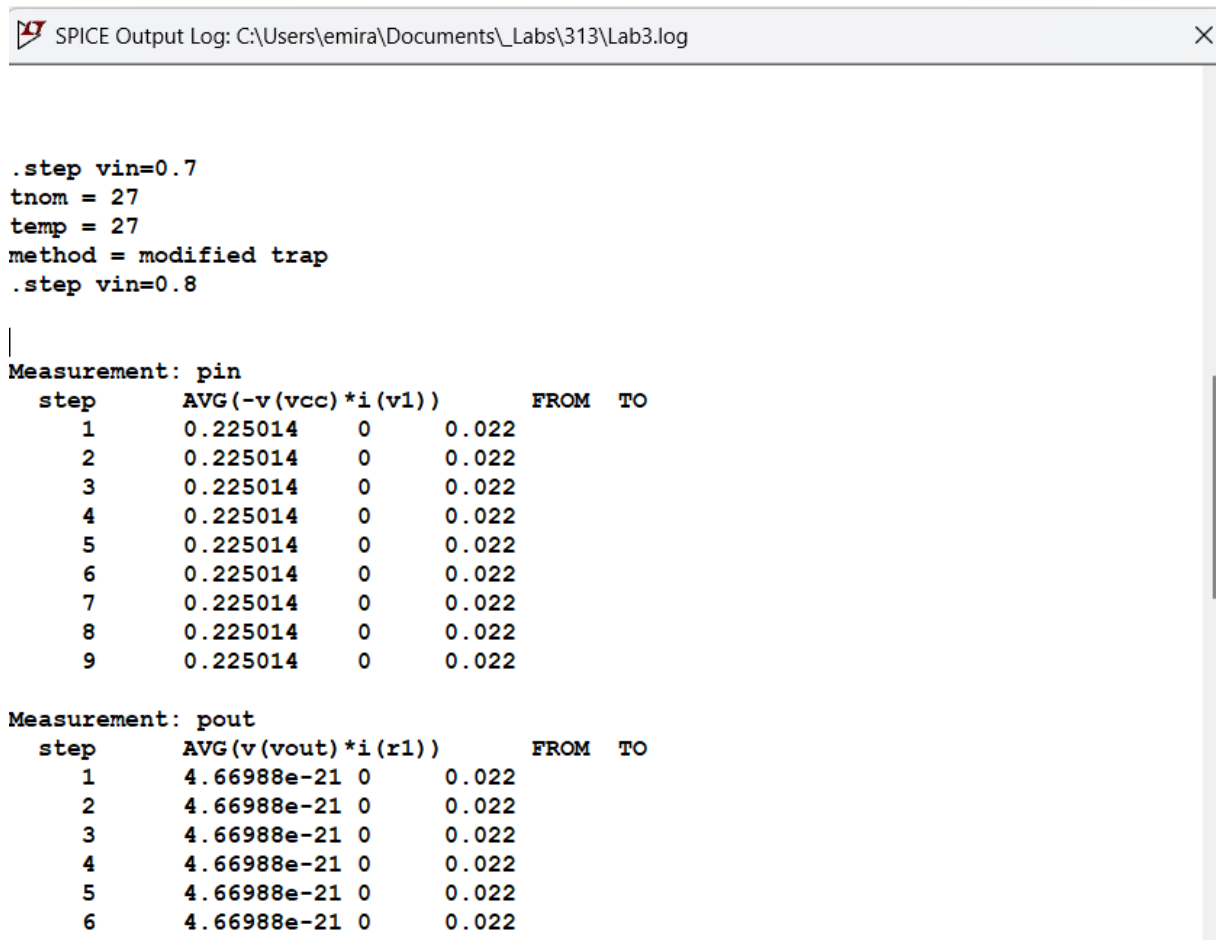 SPICE Output Log: C:\Users\emira\Documents\_Labs\313\Lab3.log
.step vin=0.7
tnom = 27
temp = 27
method = modified trap
.step vin=0.8
Measurement: pin
step AVG(-v(vcc)*i(v1)) FROM TO
1 0.225014 0 0.022
2 0.225014 0 0.022
3 0.225014 0 0.022
4 0.225014 0 0.022
5 0.225014 0 0.022
6 0.225014 0 0.022
7 0.225014 0 0.022
8 0.225014 0 0.022
9 0.225014 0 0.022
Measurement: pout
step AVG(v(vout)*i(r1)) FROM TO
1 4.66988e-21 0 0.022
2 4.66988e-21 0 0.022
3 4.66988e-21 0 0.022
4 4.66988e-21 0 0.022
5 4.66988e-21 0 0.022
6 4.66988e-21 0 0.022